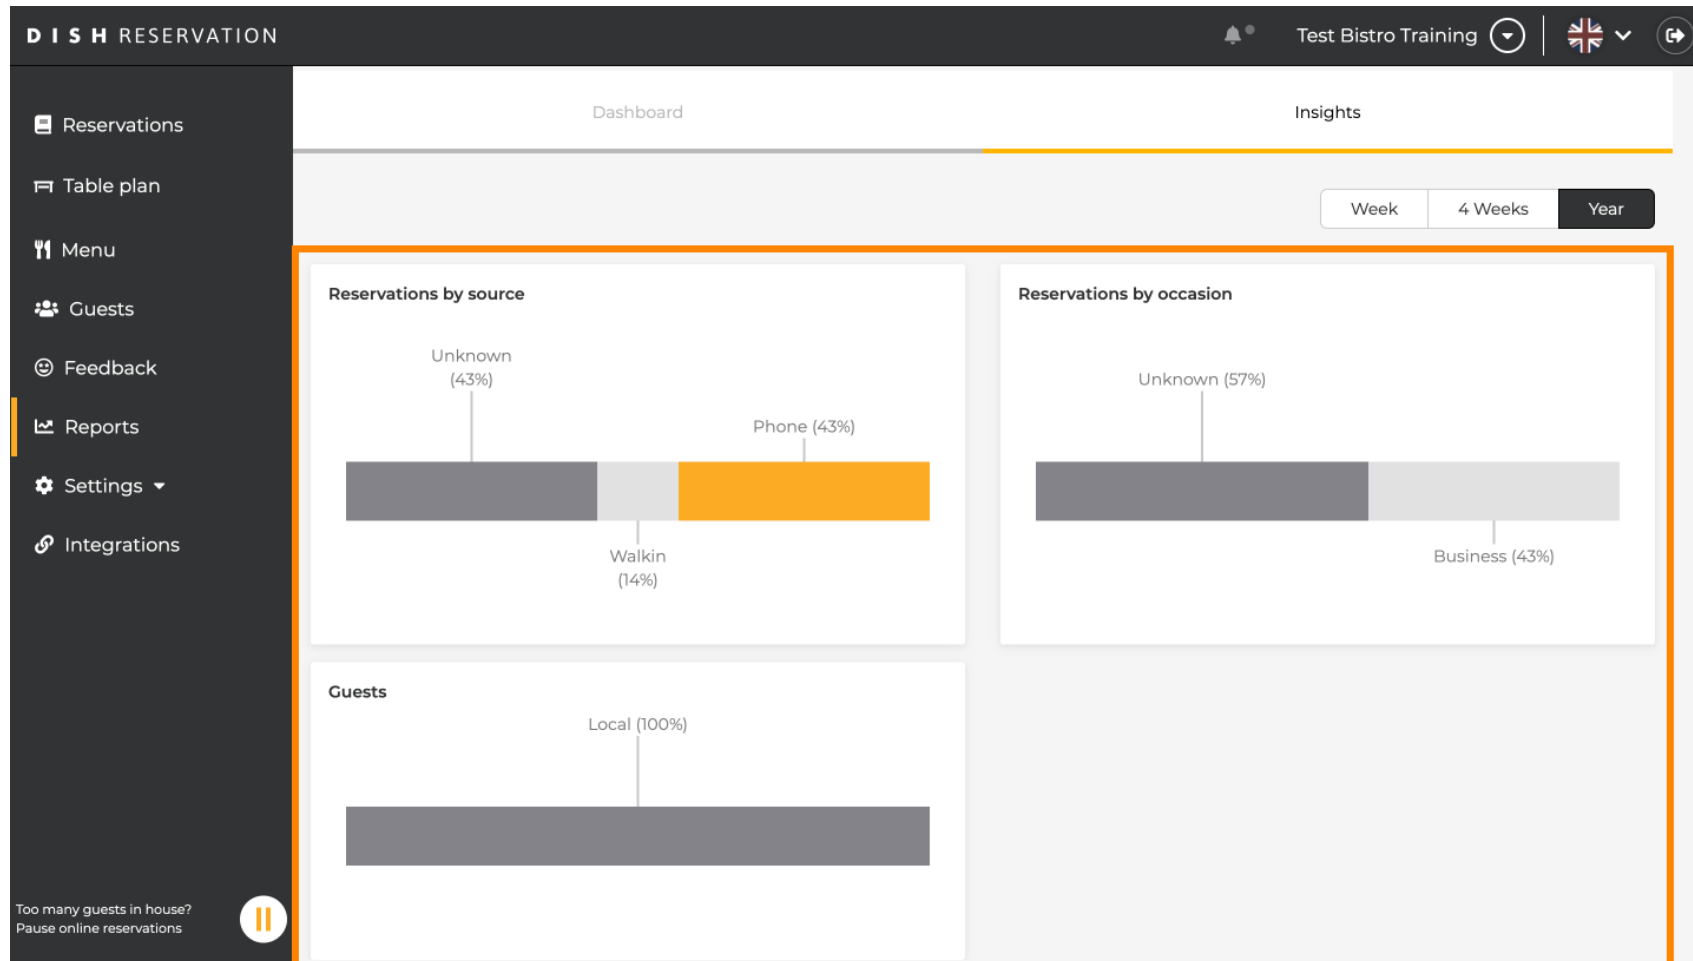 DISH RESERVATION
Test Bistro Training
Reservations
Table plan
Menu
Guests
Feedback
Reports
Settings
Integrations
Too many guests in house?
Pause online reservations
Dashboard
Insights
Week
4 Weeks
Year
Reservations by source
Unknown
(43%)
Phone (43%)
Walkin
(14%)
Reservations by occasion
Unknown (57%)
Business (43%)
Guests
Local (100%)